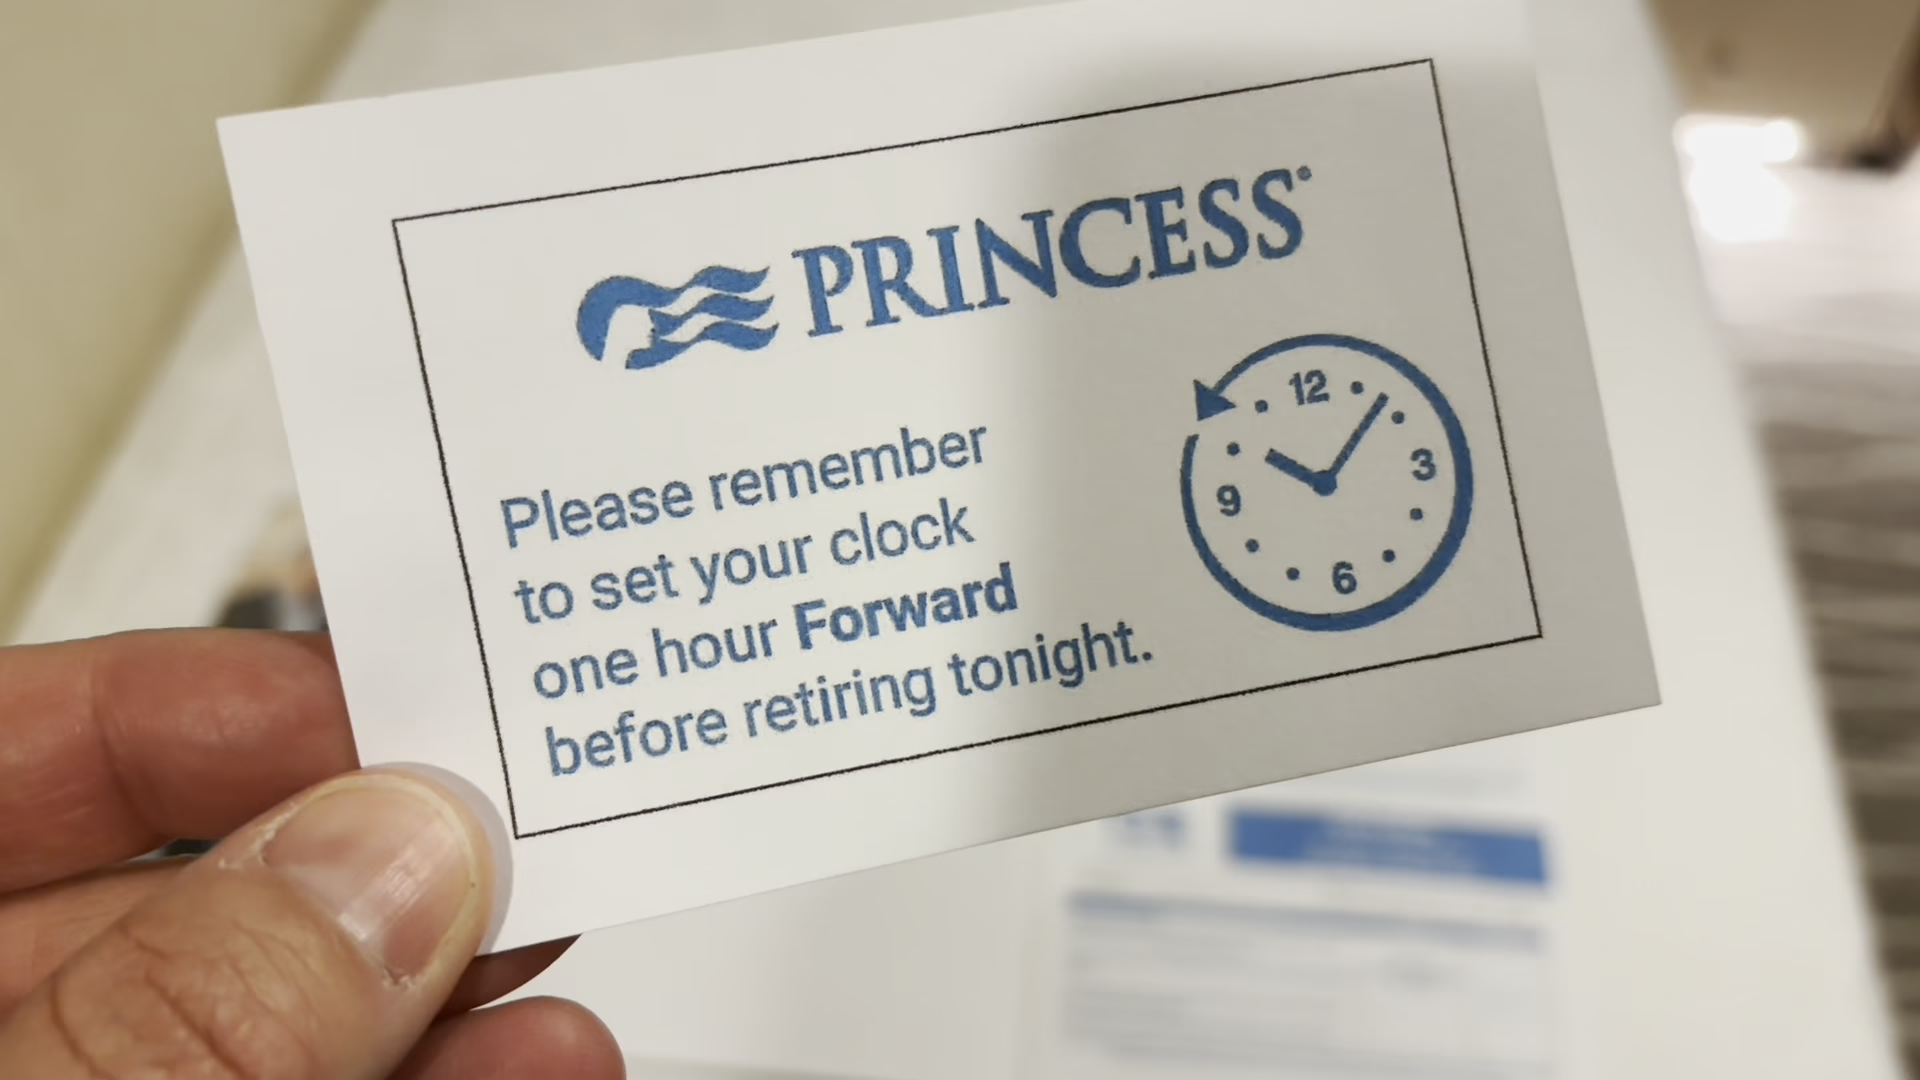 PRINCESS
Please remember
to set your clock
one hour Forward
before retiring tonight.
12
3
9
6